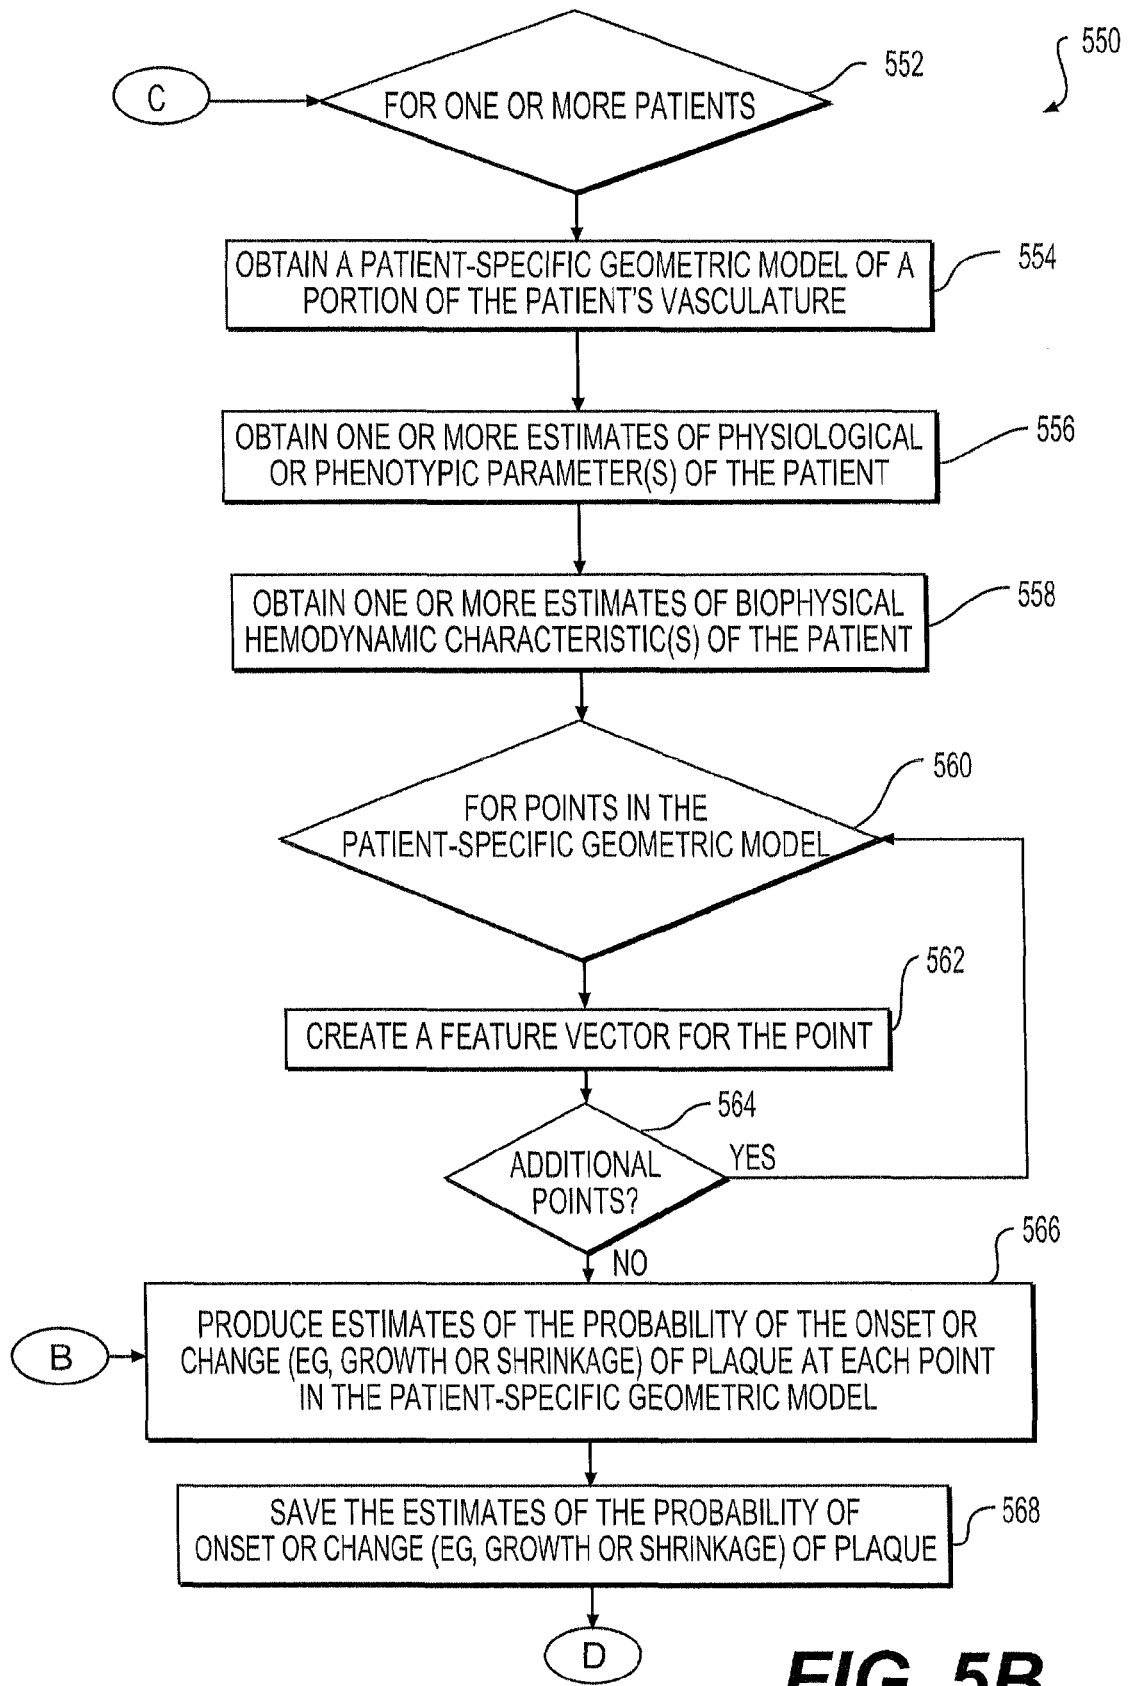 550
552
C
FOR ONE OR MORE PATIENTS
554
OBTAIN A PATIENT-SPECIFIC GEOMETRIC MODEL OF A
PORTION OF THE PATIENT'S VASCULATURE
556
OBTAIN ONE OR MORE ESTIMATES OF PHYSIOLOGICAL
OR PHENOTYPIC PARAMETER(S) OF THE PATIENT
558
OBTAIN ONE OR MORE ESTIMATES OF BIOPHYSICAL
HEMODYNAMIC CHARACTERISTIC(S) OF THE PATIENT
560
FOR POINTS IN THE
PATIENT-SPECIFIC GEOMETRIC MODEL
562
CREATE A FEATURE VECTOR FOR THE POINT
564
ADDITIONAL
POINTS?
YES
NO
566
B
PRODUCE ESTIMATES OF THE PROBABILITY OF THE ONSET OR
CHANGE (EG, GROWTH OR SHRINKAGE) OF PLAQUE AT EACH POINT
IN THE PATIENT-SPECIFIC GEOMETRIC MODEL
568
SAVE THE ESTIMATES OF THE PROBABILITY OF
ONSET OR CHANGE (EG, GROWTH OR SHRINKAGE) OF PLAQUE
D
FIG. 5B